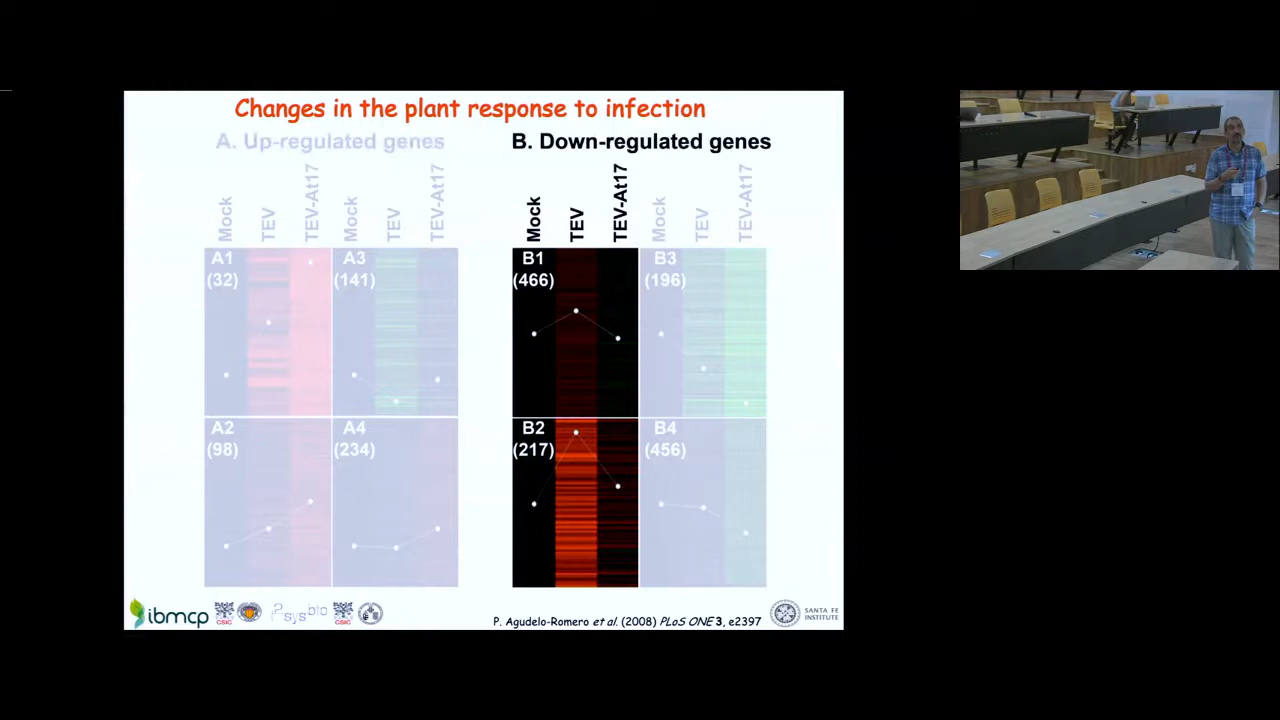 Changes in the plant response to infection
A. Up-regulated genes
B. Down-regulated genes
Mock
TEV
TEV-At17
Mock
TEV
TEV-At17
Mock
TEV
TEV-At17
Mock
TEV
TEV-At17
A1
(32)
A3
(141)
B1
(466)
B3
(196)
A2
(98)
A4
(234)
B2
(217)
B4
(456)
ibmcp
CSIC
sysbio
CSIC
P. Agudelo-Romero et al. (2008) PLoS ONE 3, e2397
SANTA FE
INSTITUTE